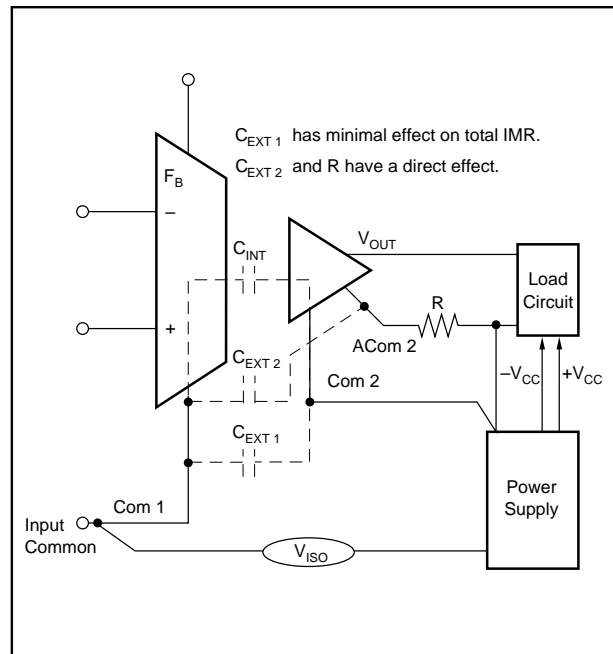 C_EXT 1 has minimal effect on total IMR.
C_EXT 2 and R have a direct effect.
F_B
–
+
C_INT
V_OUT
Load
Circuit
R
ACom 2
C_EXT 2
Com 2
–V_CC
+V_CC
C_EXT 1
Power
Supply
Com 1
Input
Common
V_ISO